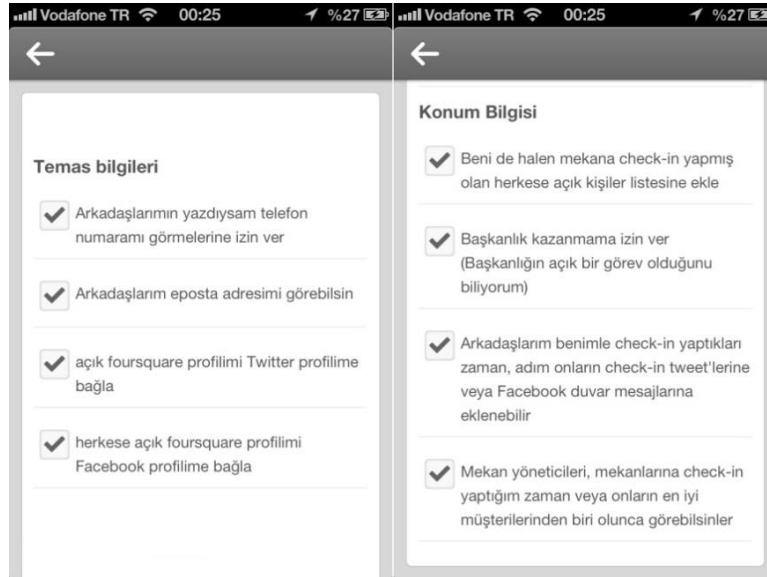 Vodafone TR 00:25 %27
Temas bilgileri
Arkadaşlarımın yazdıysam telefon
numaramı görmelerine izin ver
Arkadaşlarım eposta adresimi görebilsin
açık foursquare profilimi Twitter profilime
bağla
herkese açık foursquare profilimi
Facebook profilime bağla
Vodafone TR 00:25 %27
Konum Bilgisi
Beni de halen mekana check-in yapmış
olan herkese açık kişiler listesine ekle
Başkanlık kazanmama izin ver
(Başkanlığın açık bir görev olduğunu
biliyorum)
Arkadaşlarım benimle check-in yaptıkları
zaman, adım onların check-in tweet'lerine
veya Facebook duvar mesajlarına
eklenebilir
Mekan yöneticileri, mekanlarına check-in
yaptığım zaman veya onların en iyi
müşterilerinden biri olunca görebilsinler